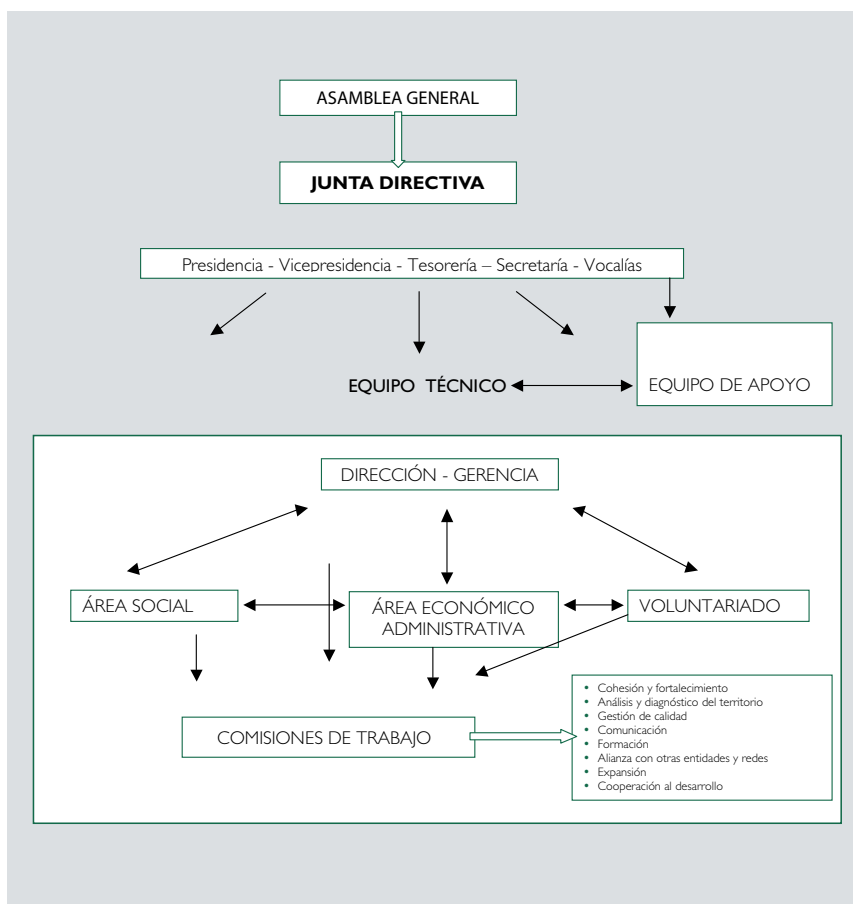 ASAMBLEA GENERAL
JUNTA DIRECTIVA
Presidencia - Vicepresidencia - Tesorería – Secretaría - Vocalías
EQUIPO TÉCNICO
EQUIPO DE APOYO
DIRECCIÓN - GERENCIA
ÁREA SOCIAL
ÁREA ECONÓMICO
ADMINISTRATIVA
VOLUNTARIADO
COMISIONES DE TRABAJO
• Cohesión y fortalecimiento
• Análisis y diagnóstico del territorio
• Gestión de calidad
• Comunicación
• Formación
• Alianza con otras entidades y redes
• Expansión
• Cooperación al desarrollo